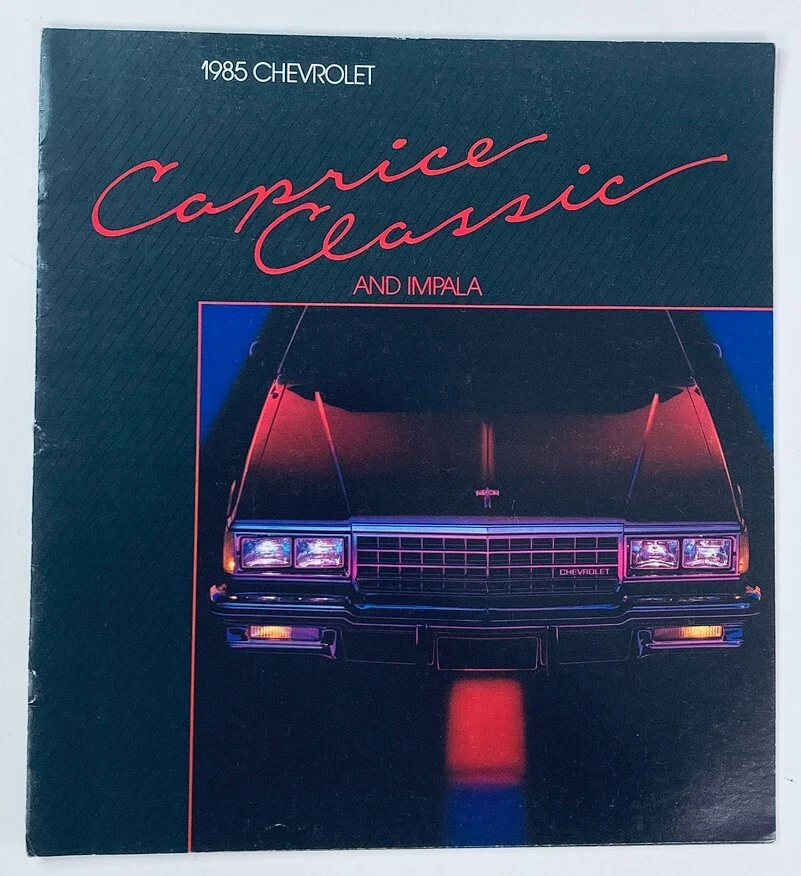 1985 CHEVROLET
Caprice
Classic
AND IMPALA
CHEVROLET